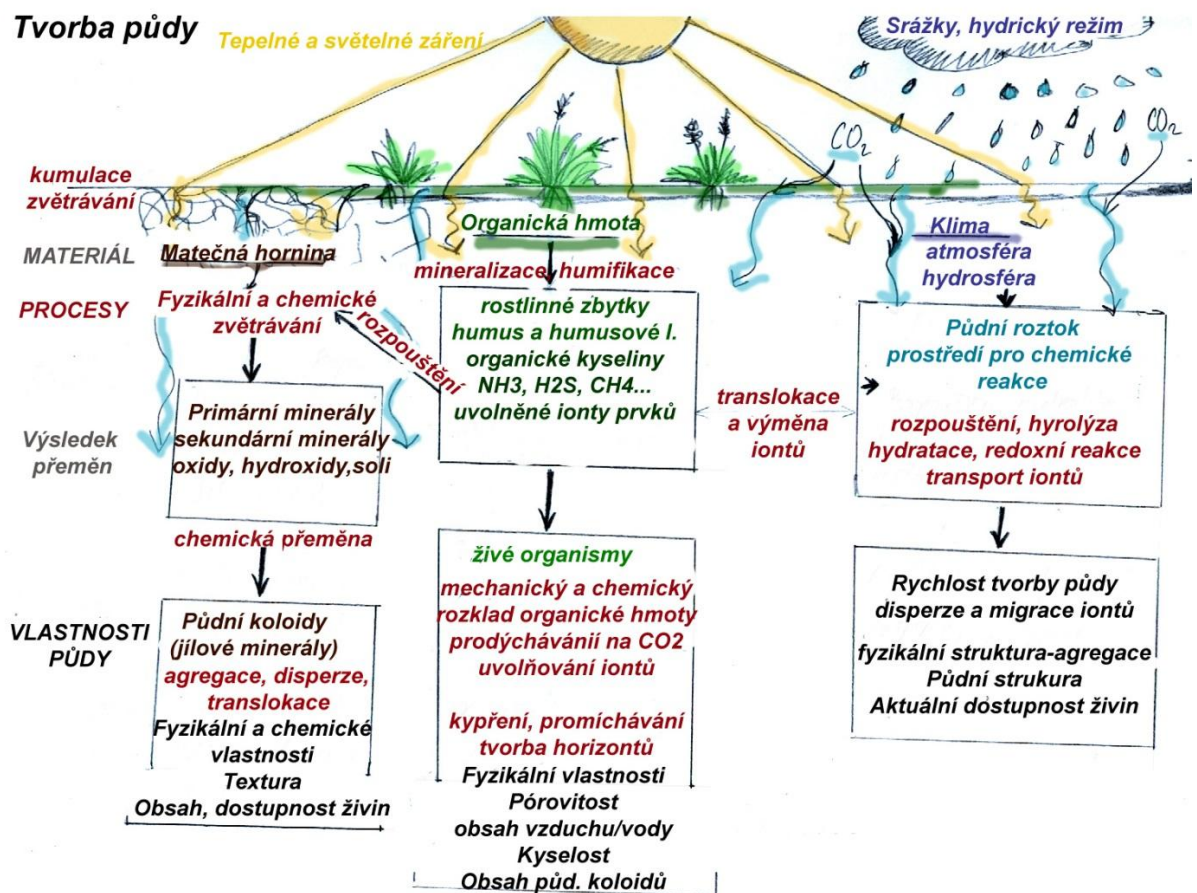 Tvorba půdy
Tepelné a světelné záření
Srážky, hydrický režim
CO2
CO2
kumulace
zvětrávání
Organická hmota
Klima
atmosféra
hydrosféra
MATERIÁL
Matečná hornina
mineralizace humifikace
PROCESY
Fyzikální a chemické
zvětrávání
rozpouštění
rostlinné zbytky
humus a humusové l.
organické kyseliny
NH3, H2S, CH4...
uvolněné ionty prvků
translokace
a výměna
iontů
Půdní roztok
prostředí pro chemické
reakce
rozpouštění, hyrolýza
hydratace, redoxní reakce
transport iontů
Výsledek
přeměn
Primární minerály
sekundární minerály
oxidy, hydroxidy,soli
chemická přeměna
VLASTNOSTI
PŮDY
Půdní koloidy
(jílové minerály)
agregace, disperze,
translokace
Fyzikální a chemické
vlastnosti
Textura
Obsah, dostupnost živin
živé organismy
mechanický a chemický
rozklad organické hmoty
prodýchávánií na CO2
uvolňování iontů
kypření, promíchávání
tvorba horizontů
Fyzikální vlastnosti
Pórovitost
obsah vzduchu/vody
Kyselost
Obsah půd. koloidů
Rychlost tvorby půdy
disperze a migrace iontů
fyzikální struktura-agregace
Půdní strukura
Aktuální dostupnost živin